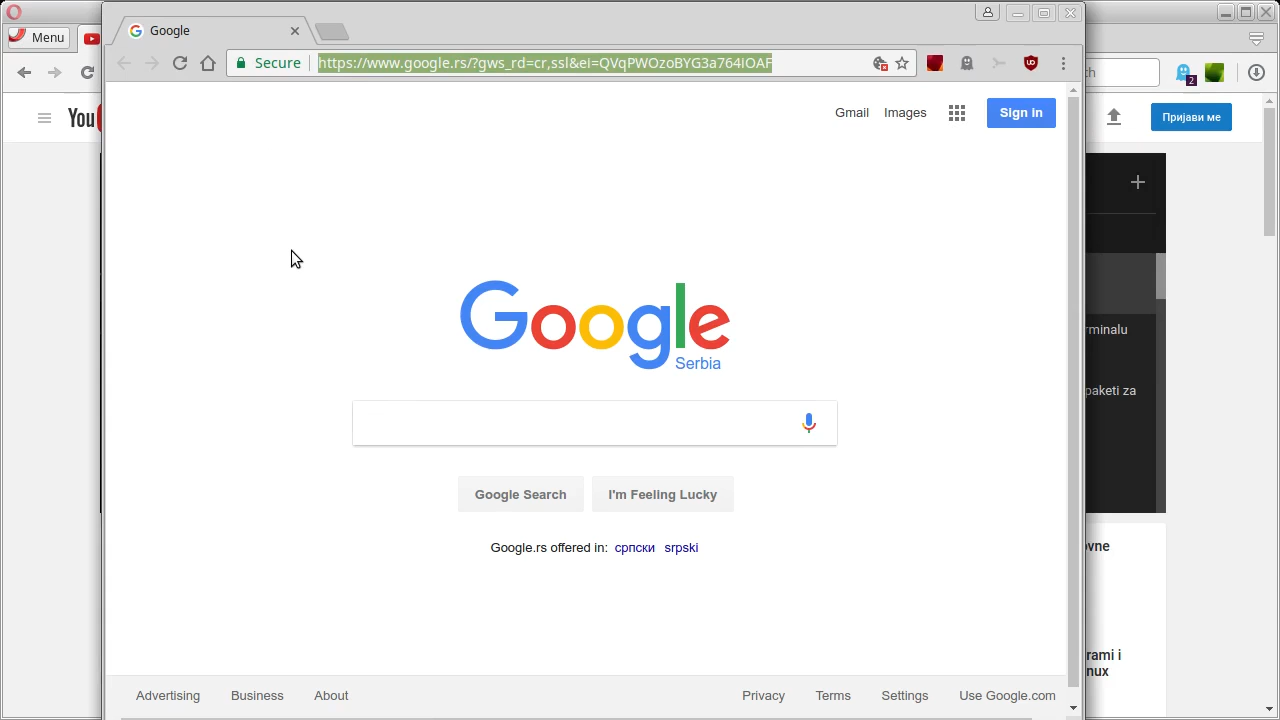 Google
Menu
Secure
https://www.google.rs/?gws_rd=cr,ssl&ei=QVqPWOzoBYG3a764IOAF
2
You
Gmail
Images
Sign in
Пријави ме
Google
Serbia
rminalu
paketi za
Google Search
I'm Feeling Lucky
Google.rs offered in: српски srpski
ovne
rami i
nux
Advertising
Business
About
Privacy
Terms
Settings
Use Google.com